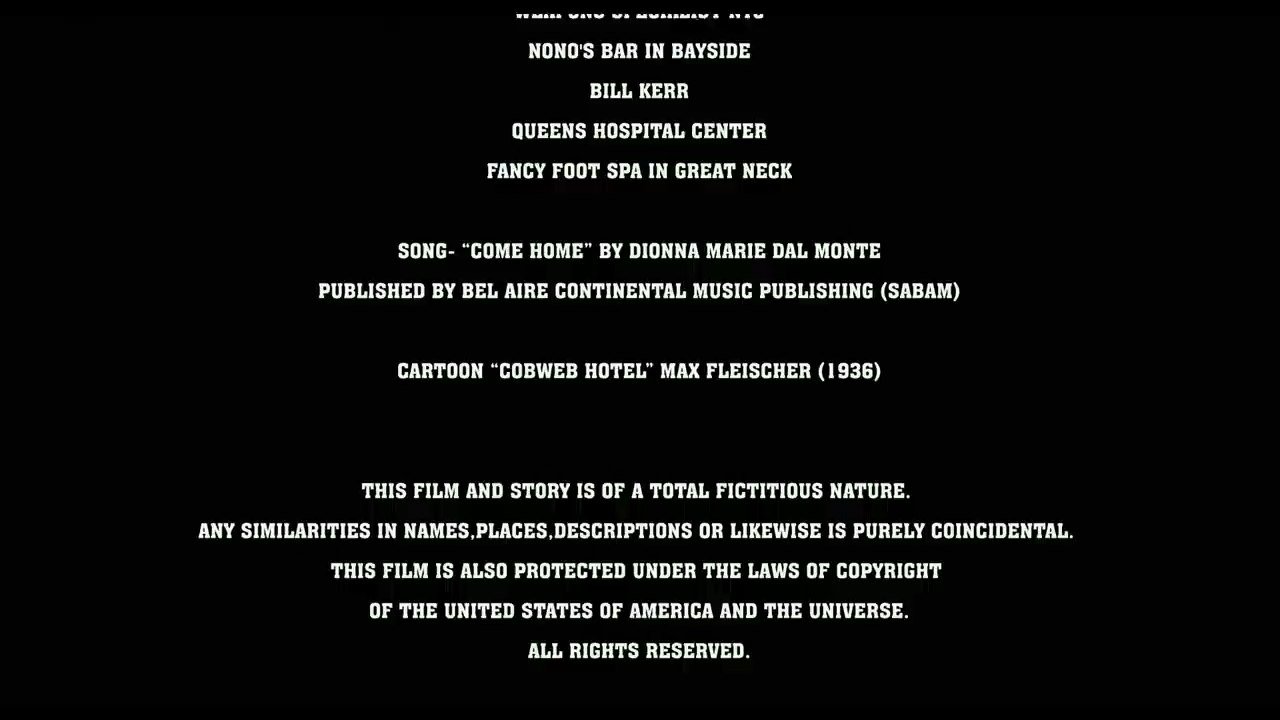 WEAPONS SPECIALIST NYC
NONO'S BAR IN BAYSIDE
BILL KERR
QUEENS HOSPITAL CENTER
FANCY FOOT SPA IN GREAT NECK
SONG- “COME HOME” BY DIONNA MARIE DAL MONTE
PUBLISHED BY BEL AIRE CONTINENTAL MUSIC PUBLISHING (SABAM)
CARTOON “COBWEB HOTEL” MAX FLEISCHER (1936)
THIS FILM AND STORY IS OF A TOTAL FICTITIOUS NATURE.
ANY SIMILARITIES IN NAMES,PLACES,DESCRIPTIONS OR LIKEWISE IS PURELY COINCIDENTAL.
THIS FILM IS ALSO PROTECTED UNDER THE LAWS OF COPYRIGHT
OF THE UNITED STATES OF AMERICA AND THE UNIVERSE.
ALL RIGHTS RESERVED.